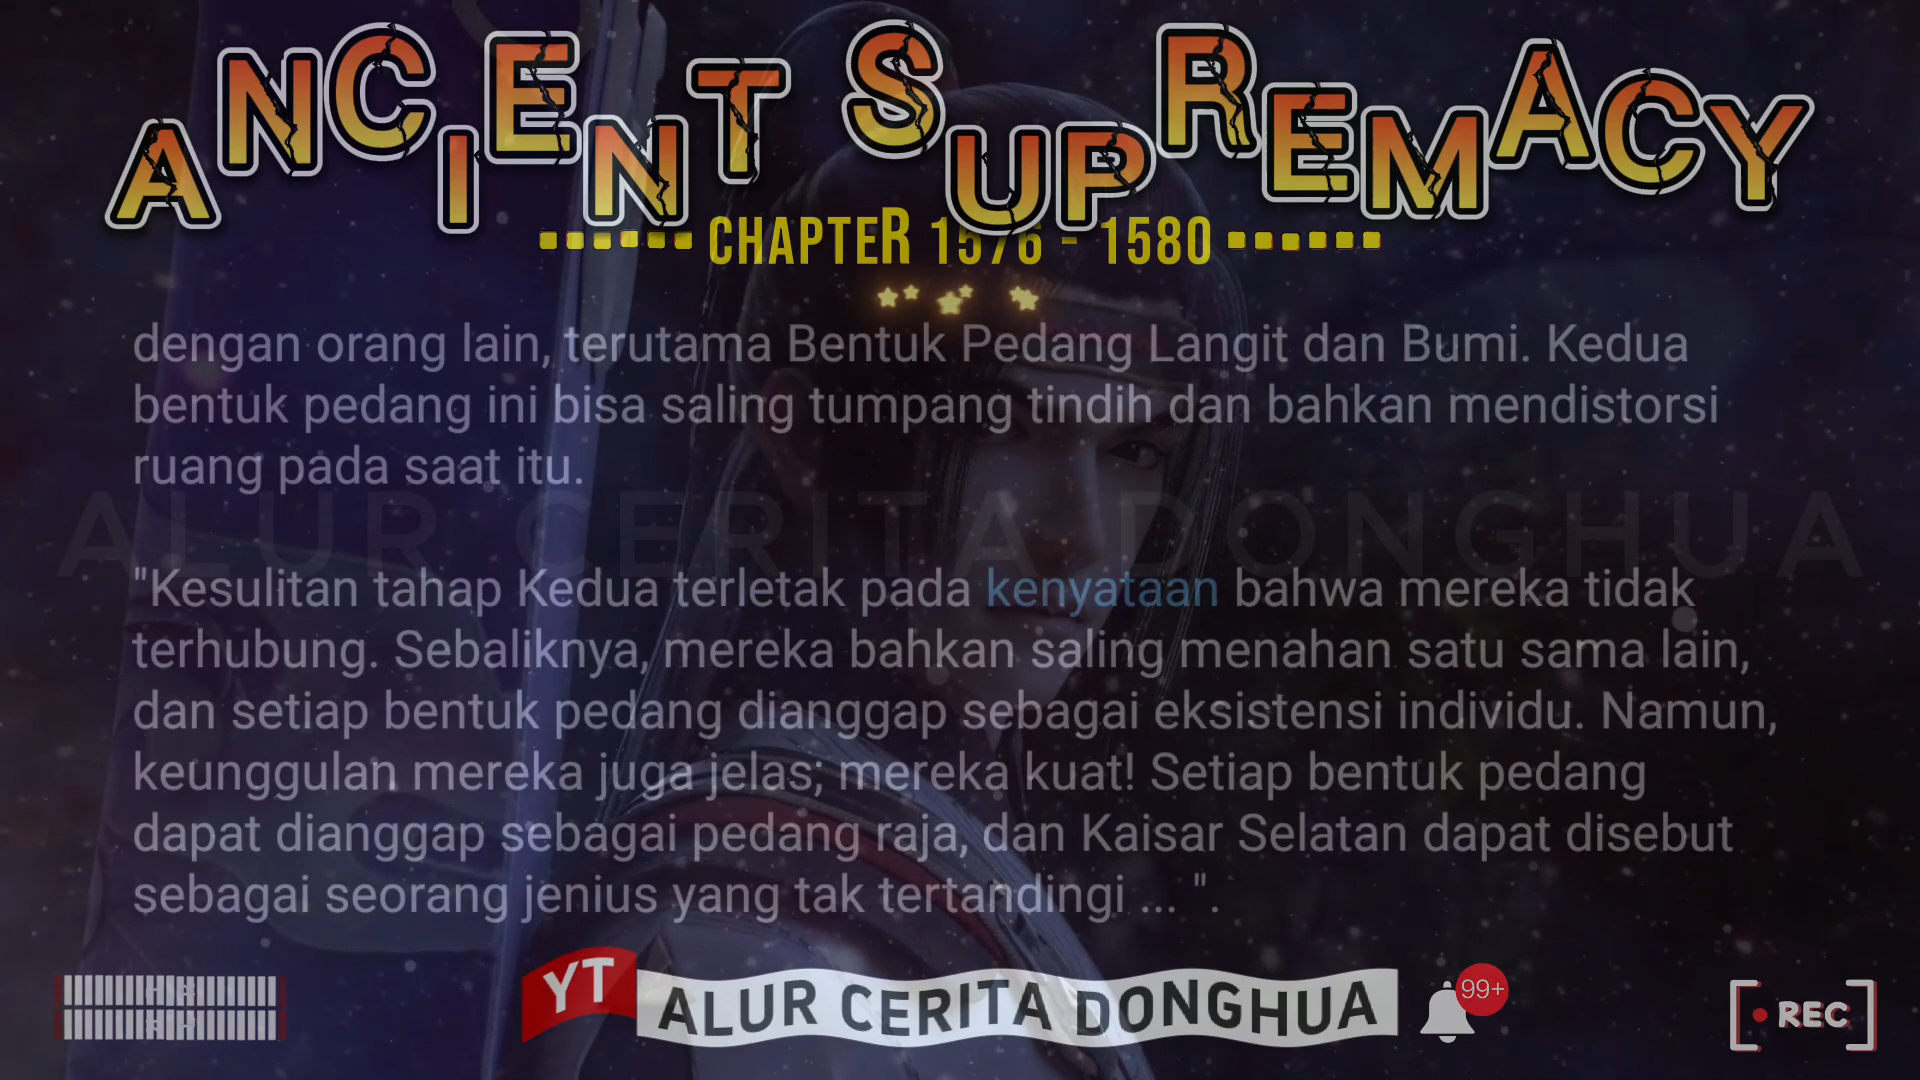 ANCIENT SUPREMACY
CHAPTER 1576 - 1580
dengan orang lain, terutama Bentuk Pedang Langit dan Bumi. Kedua
bentuk pedang ini bisa saling tumpang tindih dan bahkan mendistorsi
ruang pada saat itu.
ALUR CERITA DONGHUA
"Kesulitan tahap Kedua terletak pada kenyataan bahwa mereka tidak
terhubung. Sebaliknya, mereka bahkan saling menahan satu sama lain,
dan setiap bentuk pedang dianggap sebagai eksistensi individu. Namun,
keunggulan mereka juga jelas; mereka kuat! Setiap bentuk pedang
dapat dianggap sebagai pedang raja, dan Kaisar Selatan dapat disebut
sebagai seorang jenius yang tak tertandingi ... ".
YT ALUR CERITA DONGHUA
99+
REC